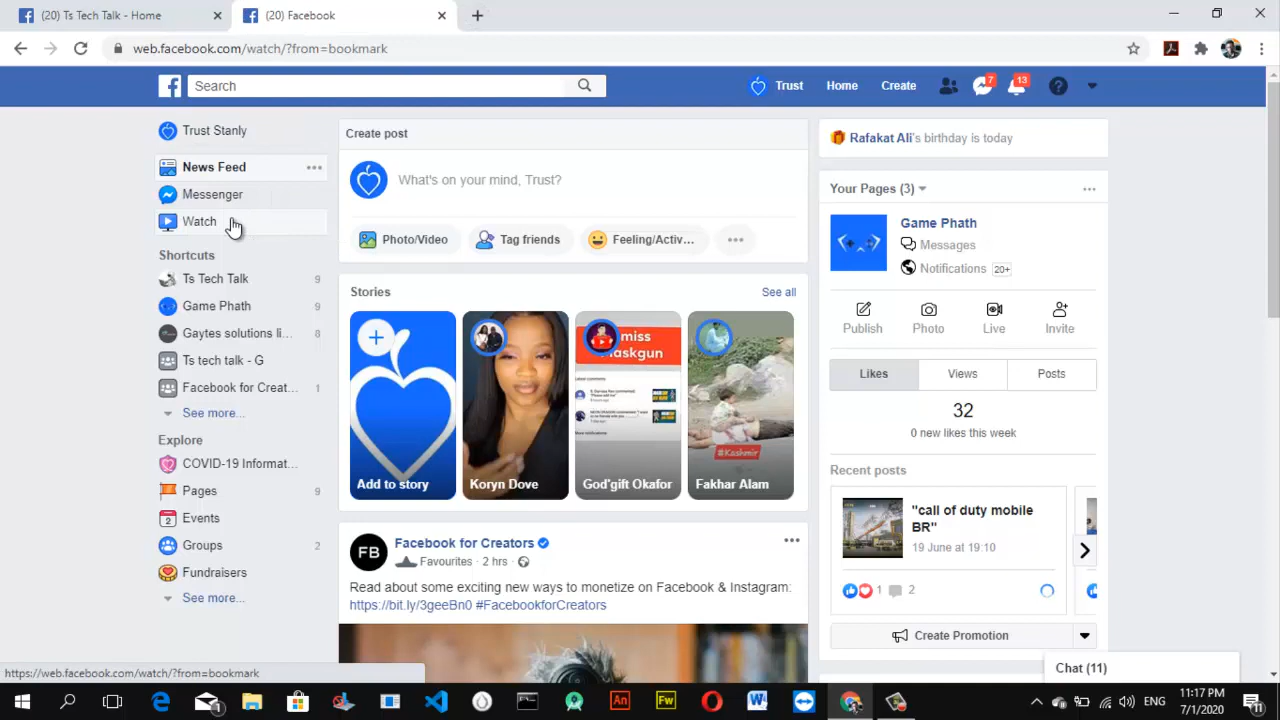 (20) Ts Tech Talk - Home
(20) Facebook
web.facebook.com/watch/?from=bookmark
Search
Trust
Home
Create
7
13
Trust Stanly
News Feed
Messenger
Watch
Shortcuts
Ts Tech Talk 9
Game Phath 9
Gaytes solutions li... 8
Ts tech talk - G
Facebook for Creat... 1
See more...
Explore
COVID-19 Informat...
Pages 9
2 Events
Groups 2
Fundraisers
See more...
Create post
What's on your mind, Trust?
Photo/Video
Tag friends
Feeling/Activ...
Stories
See all
miss
#Kashmir
Add to story
Koryn Dove
God'gift Okafor
Fakhar Alam
FB
Facebook for Creators
Favourites · 2 hrs ·
Read about some exciting new ways to monetize on Facebook & Instagram:
https://bit.ly/3geeBn0 #FacebookforCreators
Rafakat Ali's birthday is today
Your Pages (3)
Game Phath
Messages
Notifications 20+
Publish
Photo
Live
Invite
Likes
Views
Posts
32
0 new likes this week
Recent posts
"call of duty mobile
BR"
19 June at 19:10
1
2
Create Promotion
Chat (11)
https://web.facebook.com/watch/?from=bookmark
1
An
Fw
W
ENG
11:17 PM
7/1/2020
11